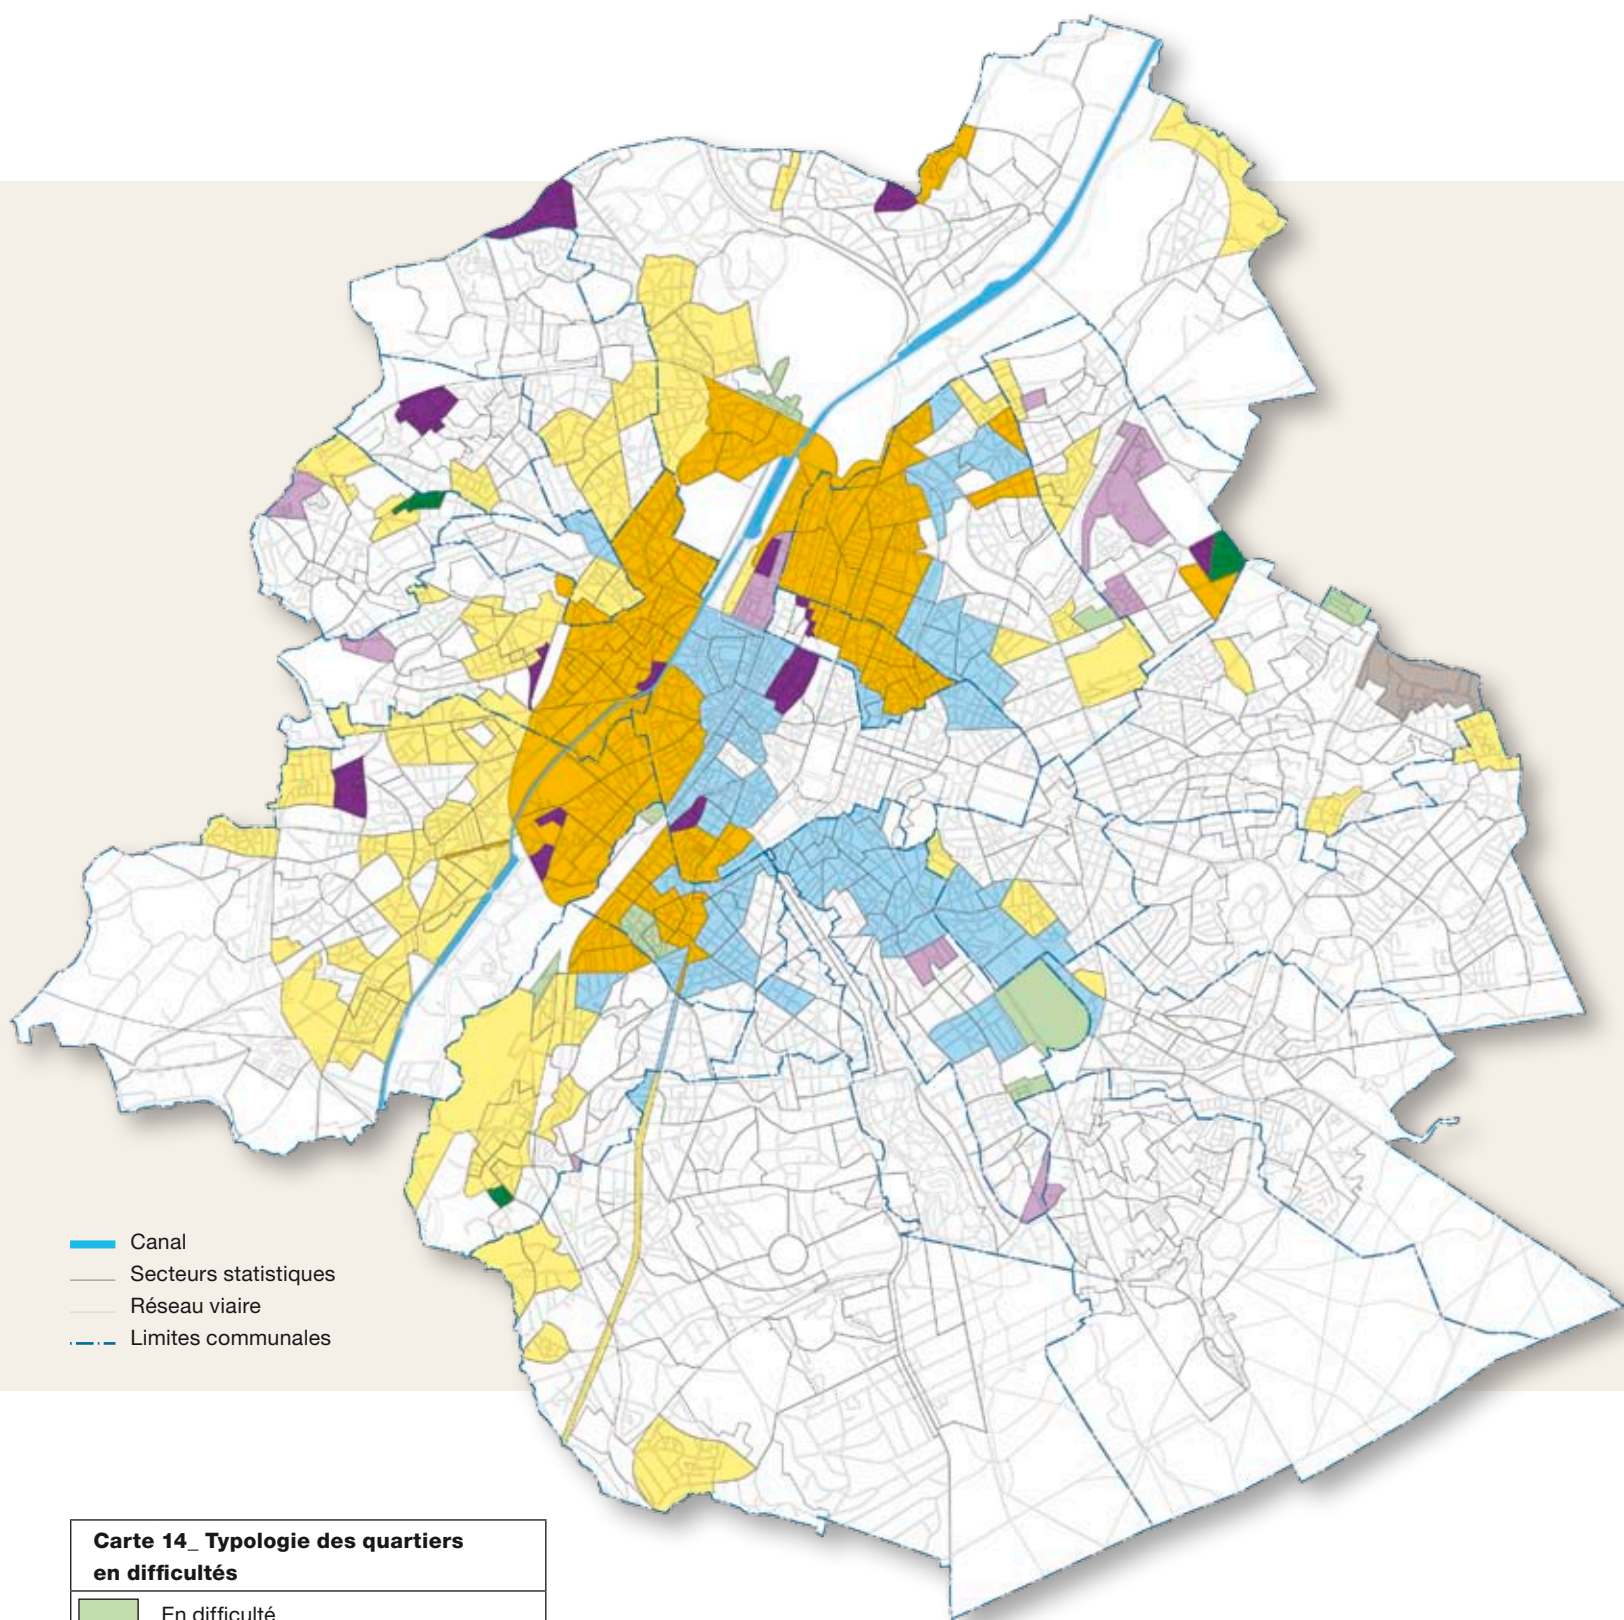 Canal
Secteurs statistiques
Réseau viaire
Limites communales
Carte 14_ Typologie des quartiers
en difficultés
En difficulté